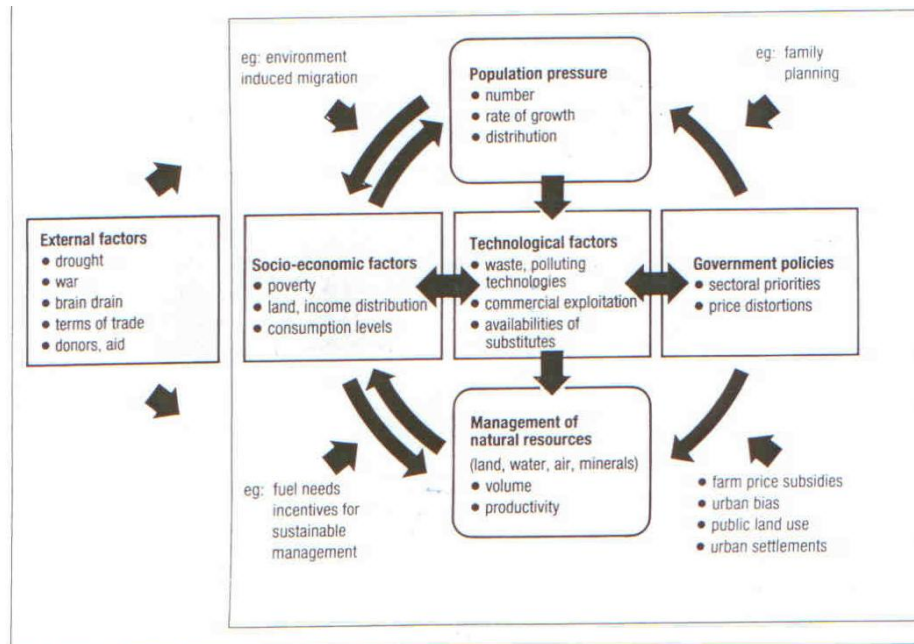 eg: environment
induced migration
Population pressure
● number
● rate of growth
● distribution
eg: family
planning
External factors
● drought
● war
● brain drain
● terms of trade
● donors, aid
Socio-economic factors
● poverty
● land, income distribution
● consumption levels
Technological factors
● waste, polluting
technologies
● commercial exploitation
● availabilities of
substitutes
Government policies
● sectoral priorities
● price distortions
Management of
natural resources
(land, water, air, minerals)
● volume
● productivity
eg: fuel needs
incentives for
sustainable
management
● farm price subsidies
● urban bias
● public land use
● urban settlements